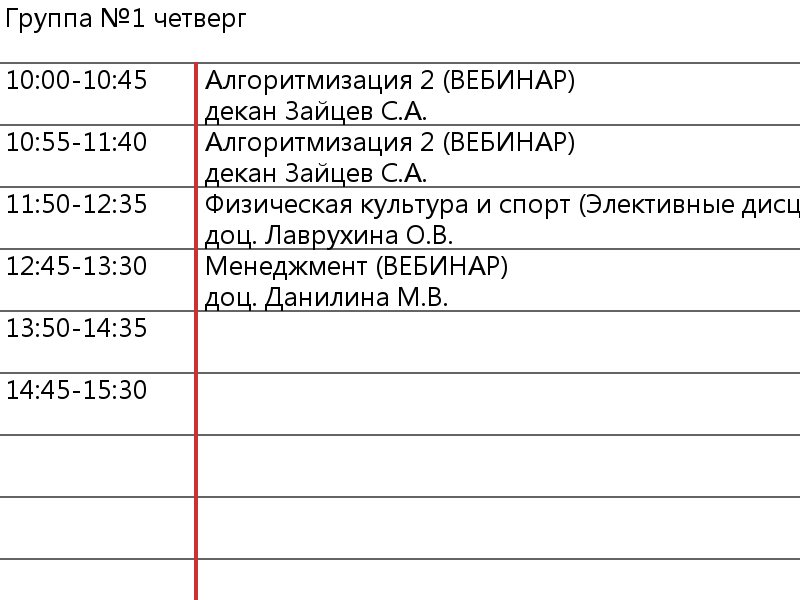 Группа №1 четверг
10:00-10:45 Алгоритмизация 2 (ВЕБИНАР)
декан Зайцев С.А.
10:55-11:40 Алгоритмизация 2 (ВЕБИНАР)
декан Зайцев С.А.
11:50-12:35 Физическая культура и спорт (Элективные дисц
доц. Лаврухина О.В.
12:45-13:30 Менеджмент (ВЕБИНАР)
доц. Данилина М.В.
13:50-14:35
14:45-15:30